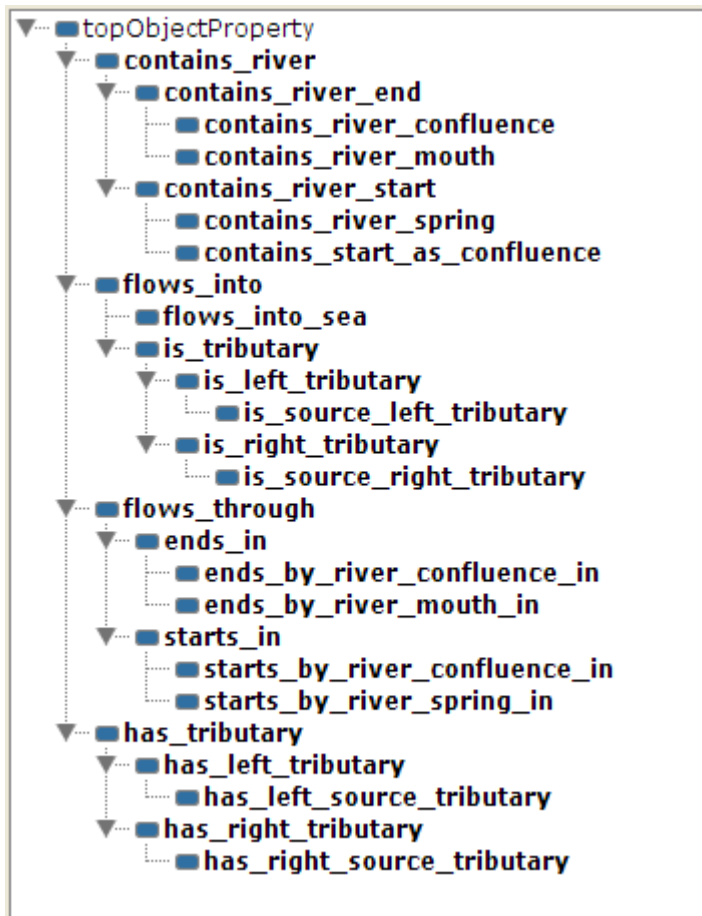 topObjectProperty
contains_river
contains_river_end
contains_river_confluence
contains_river_mouth
contains_river_start
contains_river_spring
contains_start_as_confluence
flows_into
flows_into_sea
is_tributary
is_left_tributary
is_source_left_tributary
is_right_tributary
is_source_right_tributary
flows_through
ends_in
ends_by_river_confluence_in
ends_by_river_mouth_in
starts_in
starts_by_river_confluence_in
starts_by_river_spring_in
has_tributary
has_left_tributary
has_left_source_tributary
has_right_tributary
has_right_source_tributary